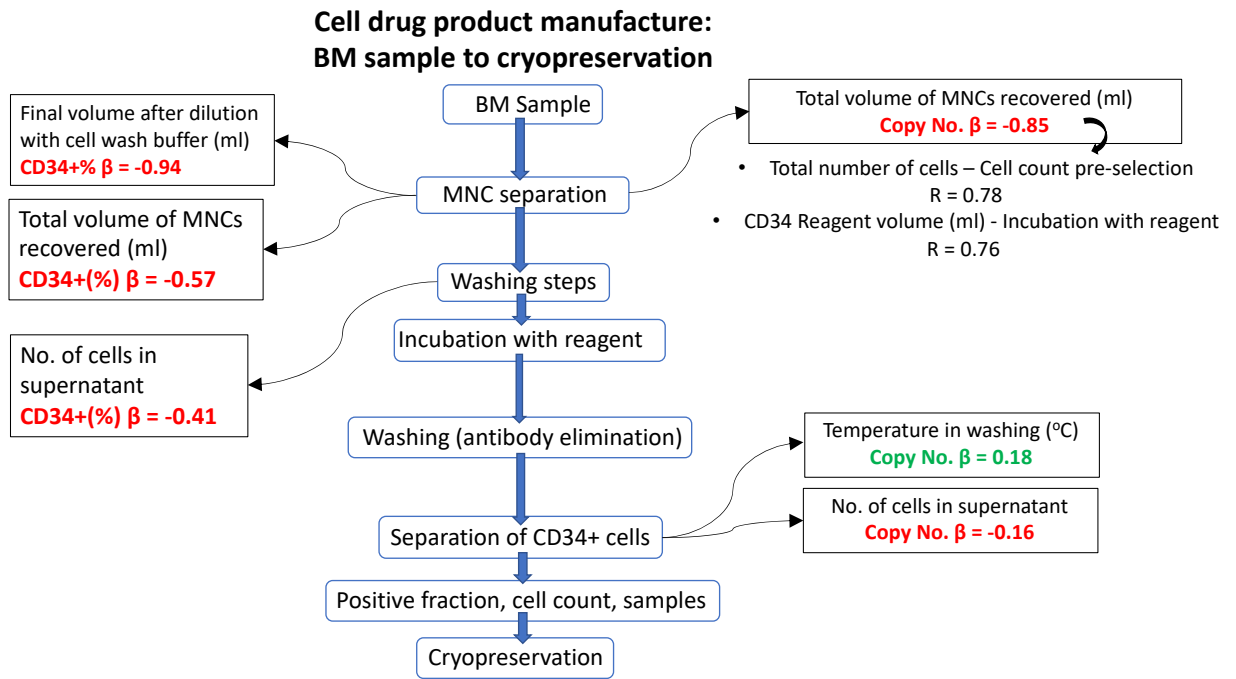 Cell drug product manufacture:
BM sample to cryopreservation
BM Sample
Final volume after dilution
with cell wash buffer (ml)
CD34+% β = -0.94
Total volume of MNCs recovered (ml)
Copy No. β = -0.85
• Total number of cells – Cell count pre-selection
R = 0.78
• CD34 Reagent volume (ml) - Incubation with reagent
R = 0.76
MNC separation
Total volume of MNCs
recovered (ml)
CD34+(%) β = -0.57
Washing steps
Incubation with reagent
No. of cells in
supernatant
CD34+(%) β = -0.41
Washing (antibody elimination)
Temperature in washing (ºC)
Copy No. β = 0.18
Separation of CD34+ cells
No. of cells in supernatant
Copy No. β = -0.16
Positive fraction, cell count, samples
Cryopreservation